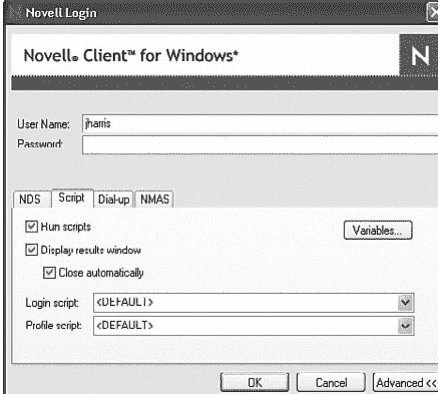 Novell Login
Novell® Client™ for Windows*
N
User Name: jharris
Password:
NDS Script Dial-up NMAS
Run scripts
Variables...
Display results window
Close automatically
Login script: <DEFAULT>
Profile script: <DEFAULT>
OK Cancel Advanced <<